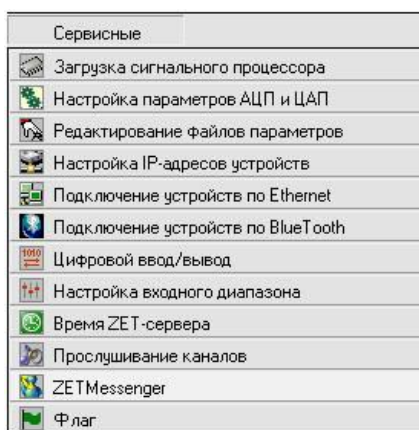 Сервисные
Загрузка сигнального процессора
Настройка параметров АЦП и ЦАП
Редактирование файлов параметров
Настройка IP-адресов устройств
Подключение устройств по Ethernet
Подключение устройств по BlueTooth
1010
Цифровой ввод/вывод
Настройка входного диапазона
Время ZET-сервера
Прослушивание каналов
ZETMessenger
Флаг